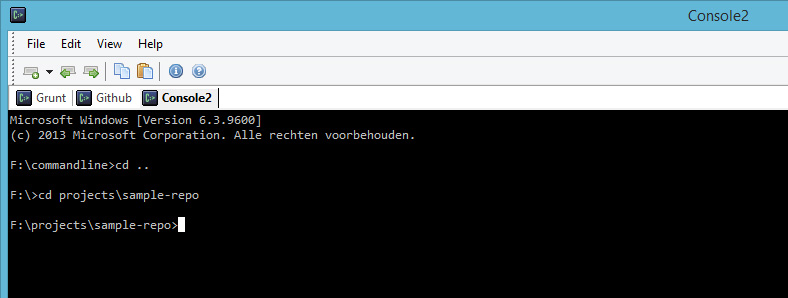 Console2
File Edit View Help
Grunt Github Console2
Microsoft Windows [Version 6.3.9600]
(c) 2013 Microsoft Corporation. Alle rechten voorbehouden.
F:\commandline>cd ..
F:\>cd projects\sample-repo
F:\projects\sample-repo>